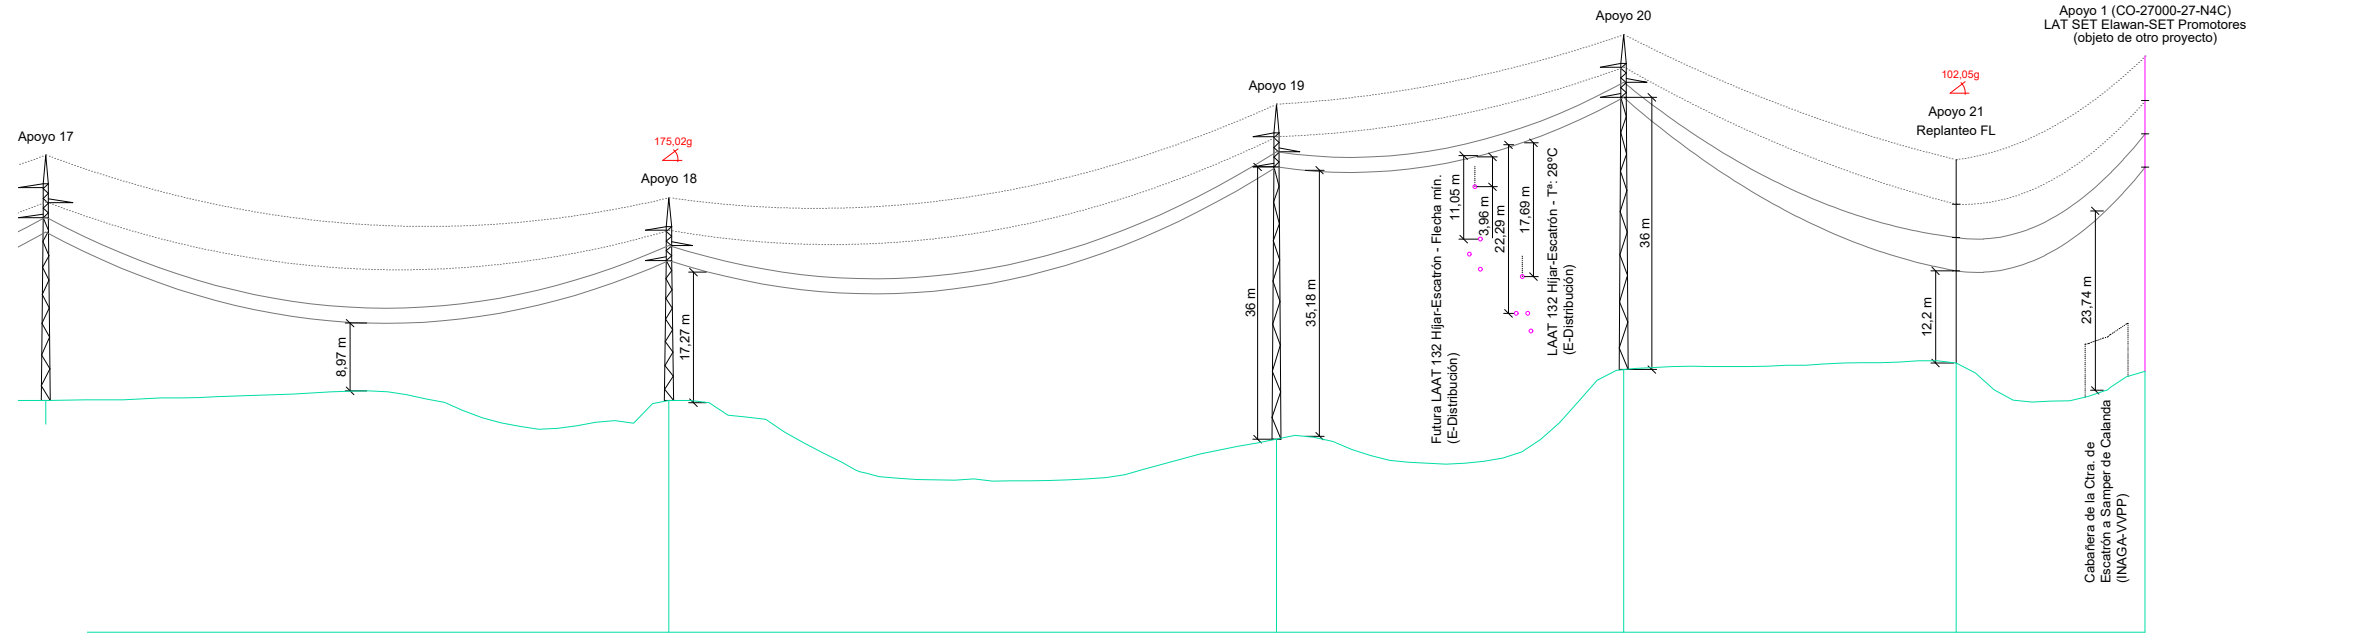 Apoyo 17
175,02g
Apoyo 18
Apoyo 19
Apoyo 20
102,05g
Apoyo 21
Replanteo FL
Apoyo 1 (CO-27000-27-N4C)
LAT SET Elawan-SET Promotores
(objeto de otro proyecto)
8,97 m
17,27 m
36 m
35,18 m
Futura LAAT 132 Híjar-Escatrón - Flecha mín.
(E-Distribución)
11,05 m
3,96 m
22,29 m
17,69 m
LAAT 132 Híjar-Escatrón - Tª: 28ºC
(E-Distribución)
36 m
12,2 m
23,74 m
Cabañera de la Ctra. de
Escatrón a Samper de Calanda
(INAGA-VVPP)